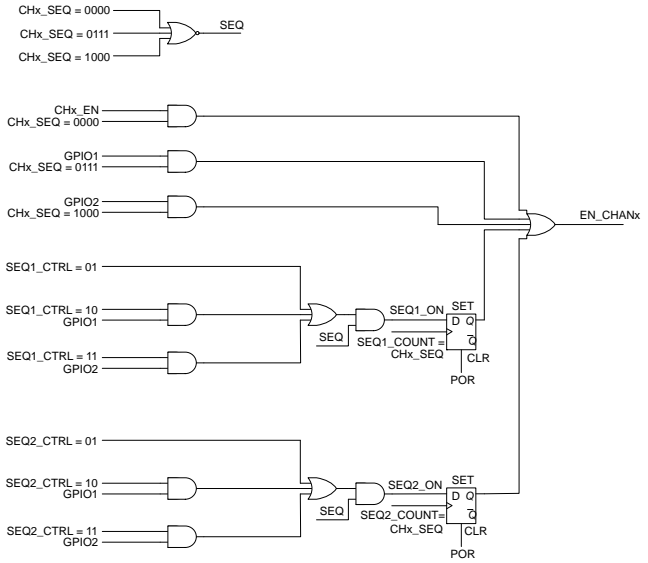 CHx_SEQ = 0000
SEQ
CHx_SEQ = 0111
CHx_SEQ = 1000
CHx_EN
CHx_SEQ = 0000
GPIO1
CHx_SEQ = 0111
GPIO2
CHx_SEQ = 1000
EN_CHANx
SEQ1_CTRL = 01
SEQ1_CTRL = 10
GPIO1
SEQ1_ON
SET
D Q
SEQ
SEQ1_COUNT =
CHx_SEQ
Q
CLR
POR
SEQ1_CTRL = 11
GPIO2
SEQ2_CTRL = 01
SEQ2_CTRL = 10
GPIO1
SEQ2_ON
SET
D Q
SEQ
SEQ2_COUNT=
CHx_SEQ
Q
CLR
POR
SEQ2_CTRL = 11
GPIO2